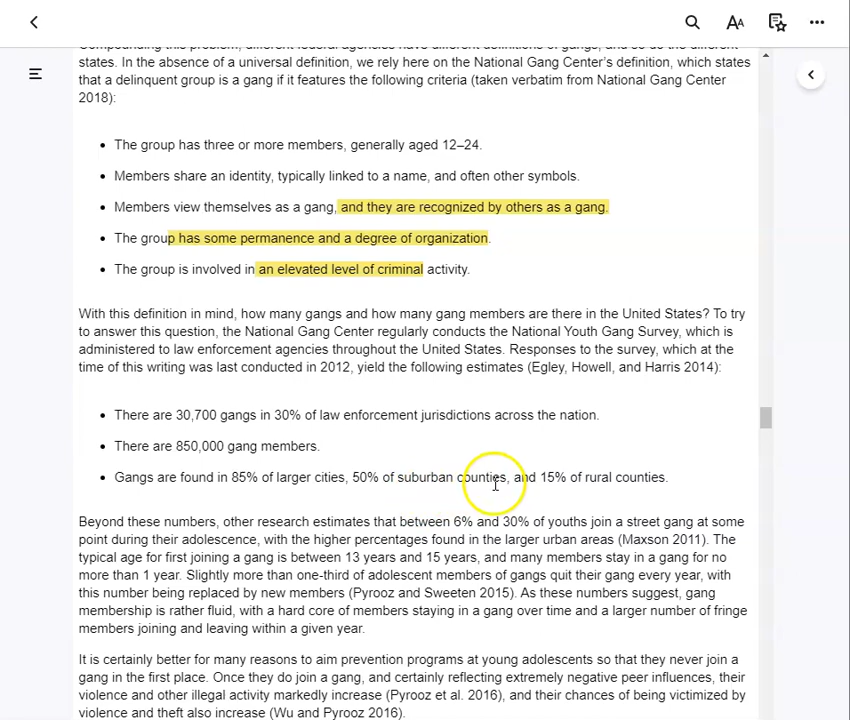 Compounding this problem, different federal agencies have different definitions of gangs, and so do the different
states. In the absence of a universal definition, we rely here on the National Gang Center's definition, which states
that a delinquent group is a gang if it features the following criteria (taken verbatim from National Gang Center
2018):
• The group has three or more members, generally aged 12–24.
• Members share an identity, typically linked to a name, and often other symbols.
• Members view themselves as a gang, and they are recognized by others as a gang.
• The group has some permanence and a degree of organization.
• The group is involved in an elevated level of criminal activity.
With this definition in mind, how many gangs and how many gang members are there in the United States? To try
to answer this question, the National Gang Center regularly conducts the National Youth Gang Survey, which is
administered to law enforcement agencies throughout the United States. Responses to the survey, which at the
time of this writing was last conducted in 2012, yield the following estimates (Egley, Howell, and Harris 2014):
• There are 30,700 gangs in 30% of law enforcement jurisdictions across the nation.
• There are 850,000 gang members.
• Gangs are found in 85% of larger cities, 50% of suburban counties, and 15% of rural counties.
Beyond these numbers, other research estimates that between 6% and 30% of youths join a street gang at some
point during their adolescence, with the higher percentages found in the larger urban areas (Maxson 2011). The
typical age for first joining a gang is between 13 years and 15 years, and many members stay in a gang for no
more than 1 year. Slightly more than one-third of adolescent members of gangs quit their gang every year, with
this number being replaced by new members (Pyrooz and Sweeten 2015). As these numbers suggest, gang
membership is rather fluid, with a hard core of members staying in a gang over time and a larger number of fringe
members joining and leaving within a given year.
It is certainly better for many reasons to aim prevention programs at young adolescents so that they never join a
gang in the first place. Once they do join a gang, and certainly reflecting extremely negative peer influences, their
violence and other illegal activity markedly increase (Pyrooz et al. 2016), and their chances of being victimized by
violence and theft also increase (Wu and Pyrooz 2016).